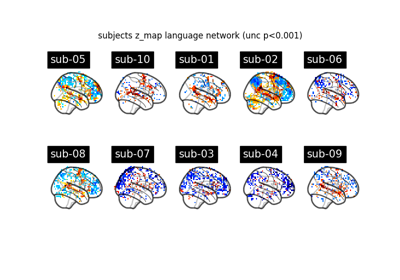 subjects z_map language network (unc p<0.001)
sub-05 sub-10 sub-01 sub-02 sub-06
sub-08 sub-07 sub-03 sub-04 sub-09